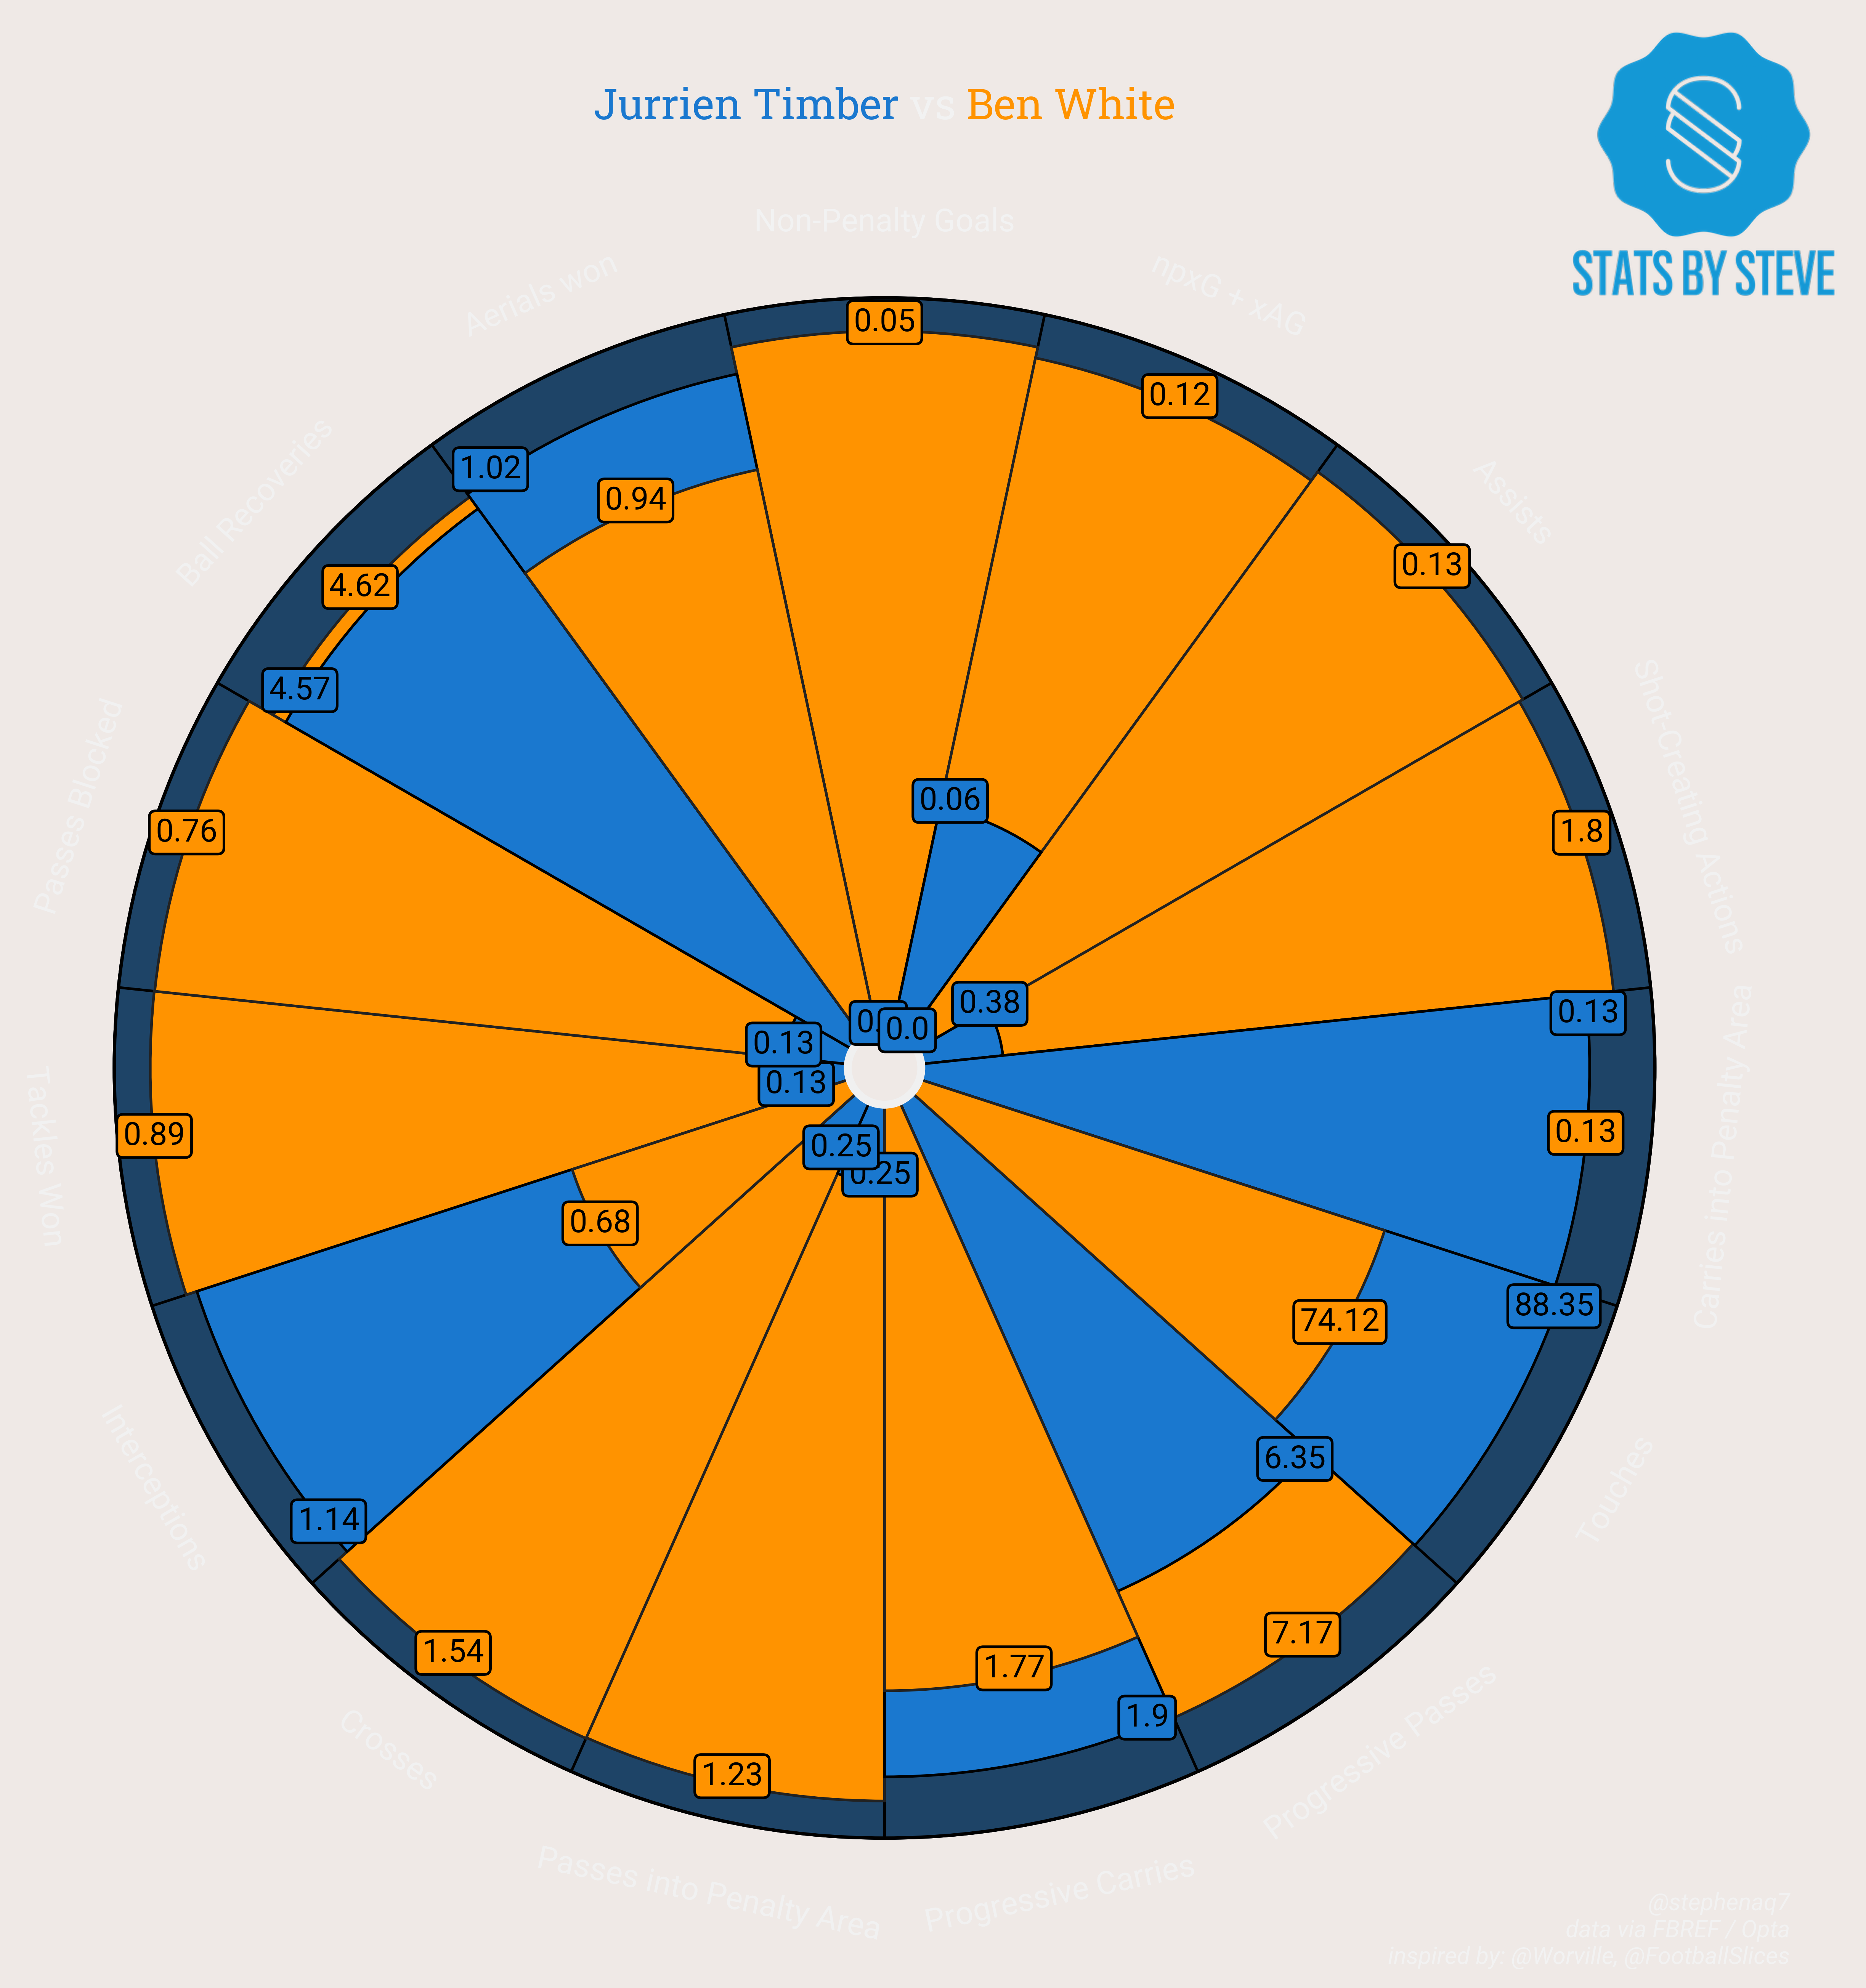 Jurrien Timber vs Ben White
STATS BY STEVE
Non-Penalty Goals
npxG + xAG
Assists
Shot-Creating Actions
Carries into Penalty Area
Touches
Progressive Passes
Progressive Carries
Passes into Penalty Area
Crosses
Interceptions
Tackles Won
Passes Blocked
Ball Recoveries
Aerials won
0.05
0.12
0.13
1.8
0.13
0.13
88.35
74.12
6.35
7.17
1.9
1.77
1.23
0.25
0.25
1.54
1.14
0.68
0.89
0.13
0.13
0.76
4.57
4.62
1.02
0.94
0.06
0.38
0.0
@stephenaq7
data via FBREF / Opta
inspired by: @Worville, @FootballSlices